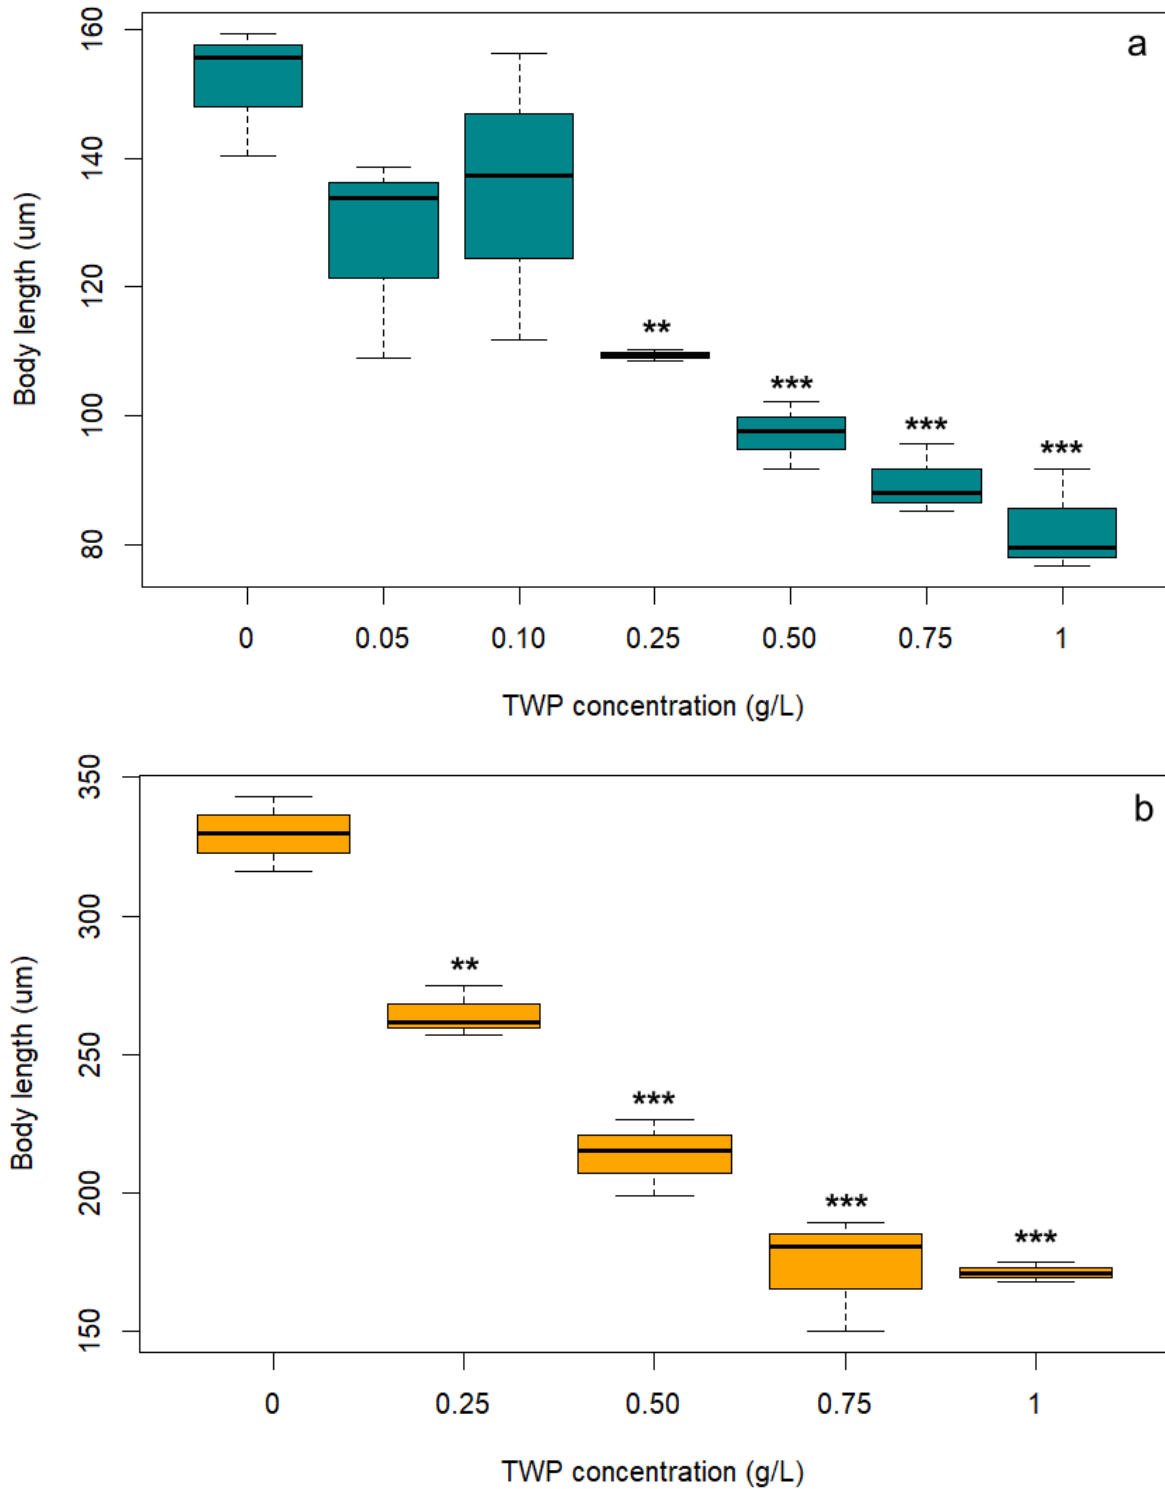 a
160
140
120
100
80
Body length (um)
**
***
***
***
0 0.05 0.10 0.25 0.50 0.75 1
TWP concentration (g/L)
b
350
300
250
200
150
Body length (um)
**
***
***
***
0 0.25 0.50 0.75 1
TWP concentration (g/L)